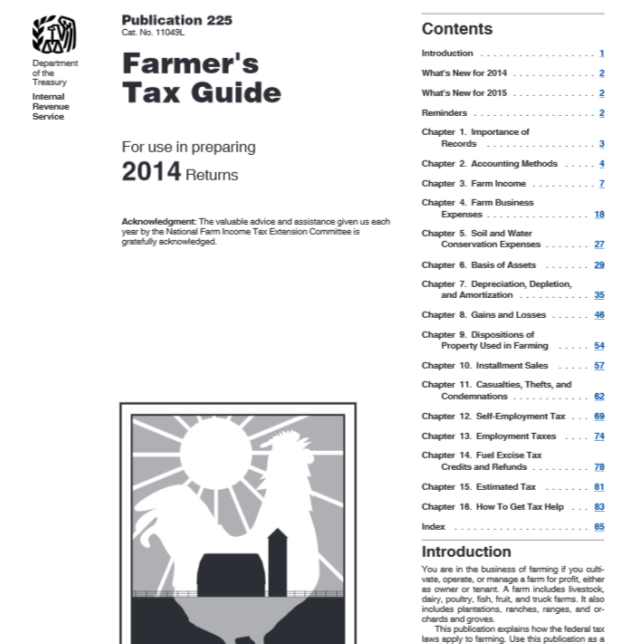 Department
of the
Treasury
Internal
Revenue
Service
Publication 225
Cat. No. 11049L
Farmer's
Tax Guide
For use in preparing
2014 Returns
Acknowledgment: The valuable advice and assistance given us each
year by the National Farm Income Tax Extension Committee is
gratefully acknowledged.
Contents
Introduction . . . . . . . . . . . . . . . . . . 1
What's New for 2014 . . . . . . . . . . . . . 2
What's New for 2015 . . . . . . . . . . . . . 2
Reminders . . . . . . . . . . . . . . . . . . . 2
Chapter 1. Importance of
Records . . . . . . . . . . . . . . . . . 3
Chapter 2. Accounting Methods . . . . . 4
Chapter 3. Farm Income . . . . . . . . . . 7
Chapter 4. Farm Business
Expenses . . . . . . . . . . . . . . . . 18
Chapter 5. Soil and Water
Conservation Expenses . . . . . . . 27
Chapter 6. Basis of Assets . . . . . . . . 29
Chapter 7. Depreciation, Depletion,
and Amortization . . . . . . . . . . . 35
Chapter 8. Gains and Losses . . . . . . 46
Chapter 9. Dispositions of
Property Used in Farming . . . . . 54
Chapter 10. Installment Sales . . . . . 57
Chapter 11. Casualties, Thefts, and
Condemnations . . . . . . . . . . . . 62
Chapter 12. Self-Employment Tax . . . 69
Chapter 13. Employment Taxes . . . . 74
Chapter 14. Fuel Excise Tax
Credits and Refunds . . . . . . . . . 78
Chapter 15. Estimated Tax . . . . . . . 81
Chapter 16. How To Get Tax Help . . . 83
Index . . . . . . . . . . . . . . . . . . . . . 85
Introduction
You are in the business of farming if you culti-
vate, operate, or manage a farm for profit, either
as owner or tenant. A farm includes livestock,
dairy, poultry, fish, fruit, and truck farms. It also
includes plantations, ranches, ranges, and or-
chards and groves.
This publication explains how the federal tax
laws apply to farming. Use this publication as a